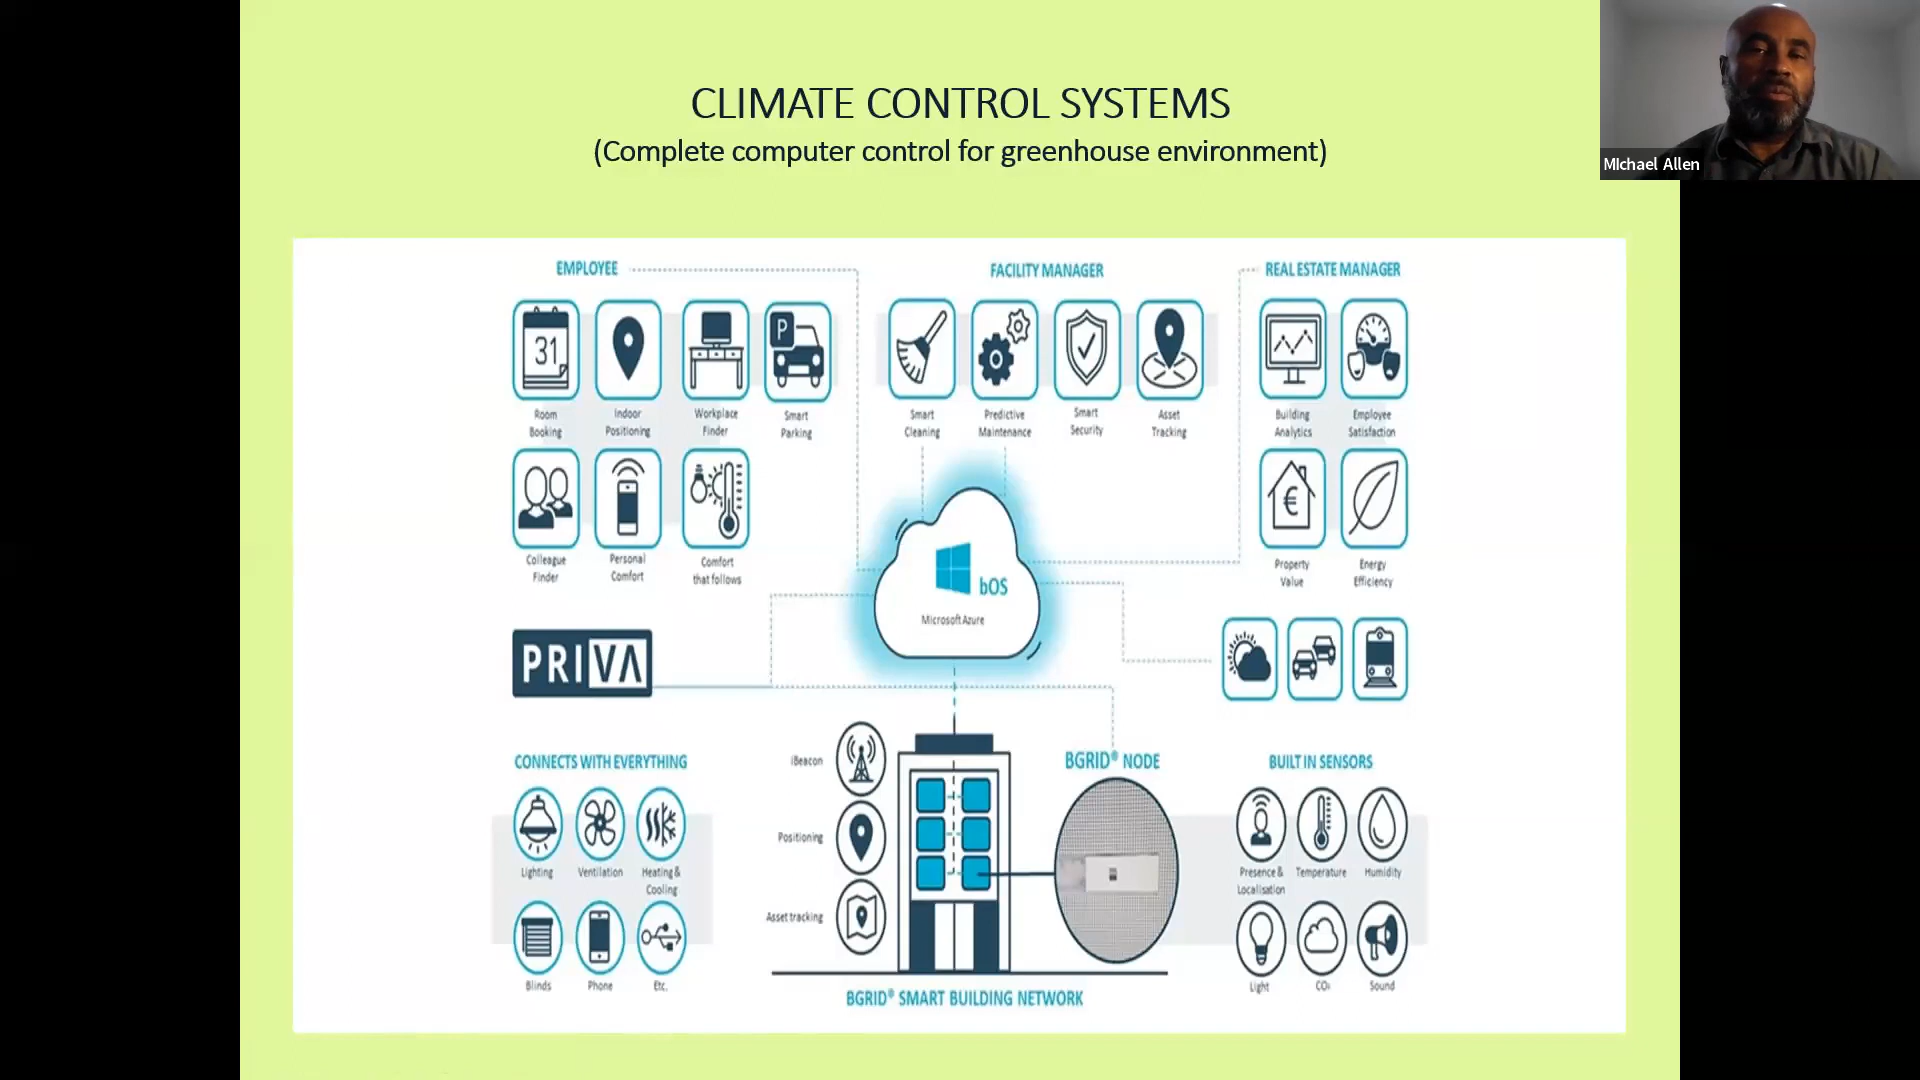 CLIMATE CONTROL SYSTEMS
(Complete computer control for greenhouse environment)
MIchael Allen
EMPLOYEE
FACILITY MANAGER
REAL ESTATE MANAGER
31
P
Room
Booking
Indoor
Positioning
Workplace
Finder
Smart
Parking
Smart
Cleaning
Predictive
Maintenance
Smart
Security
Asset
Tracking
Building
Analytics
Employee
Satisfaction
€
Colleague
Finder
Personal
Comfort
Comfort
that follows
Property
Value
Energy
Efficiency
bOS
Microsoft Azure
PRIVA
CONNECTS WITH EVERYTHING
iBeacon
BGRID® NODE
BUILT IN SENSORS
Positioning
Lighting
Ventilation
Heating &
Cooling
Presence &
Localisation
Temperature
Humidity
Asset tracking
Blinds
Phone
Etc.
Light
CO₂
Sound
BGRID® SMART BUILDING NETWORK